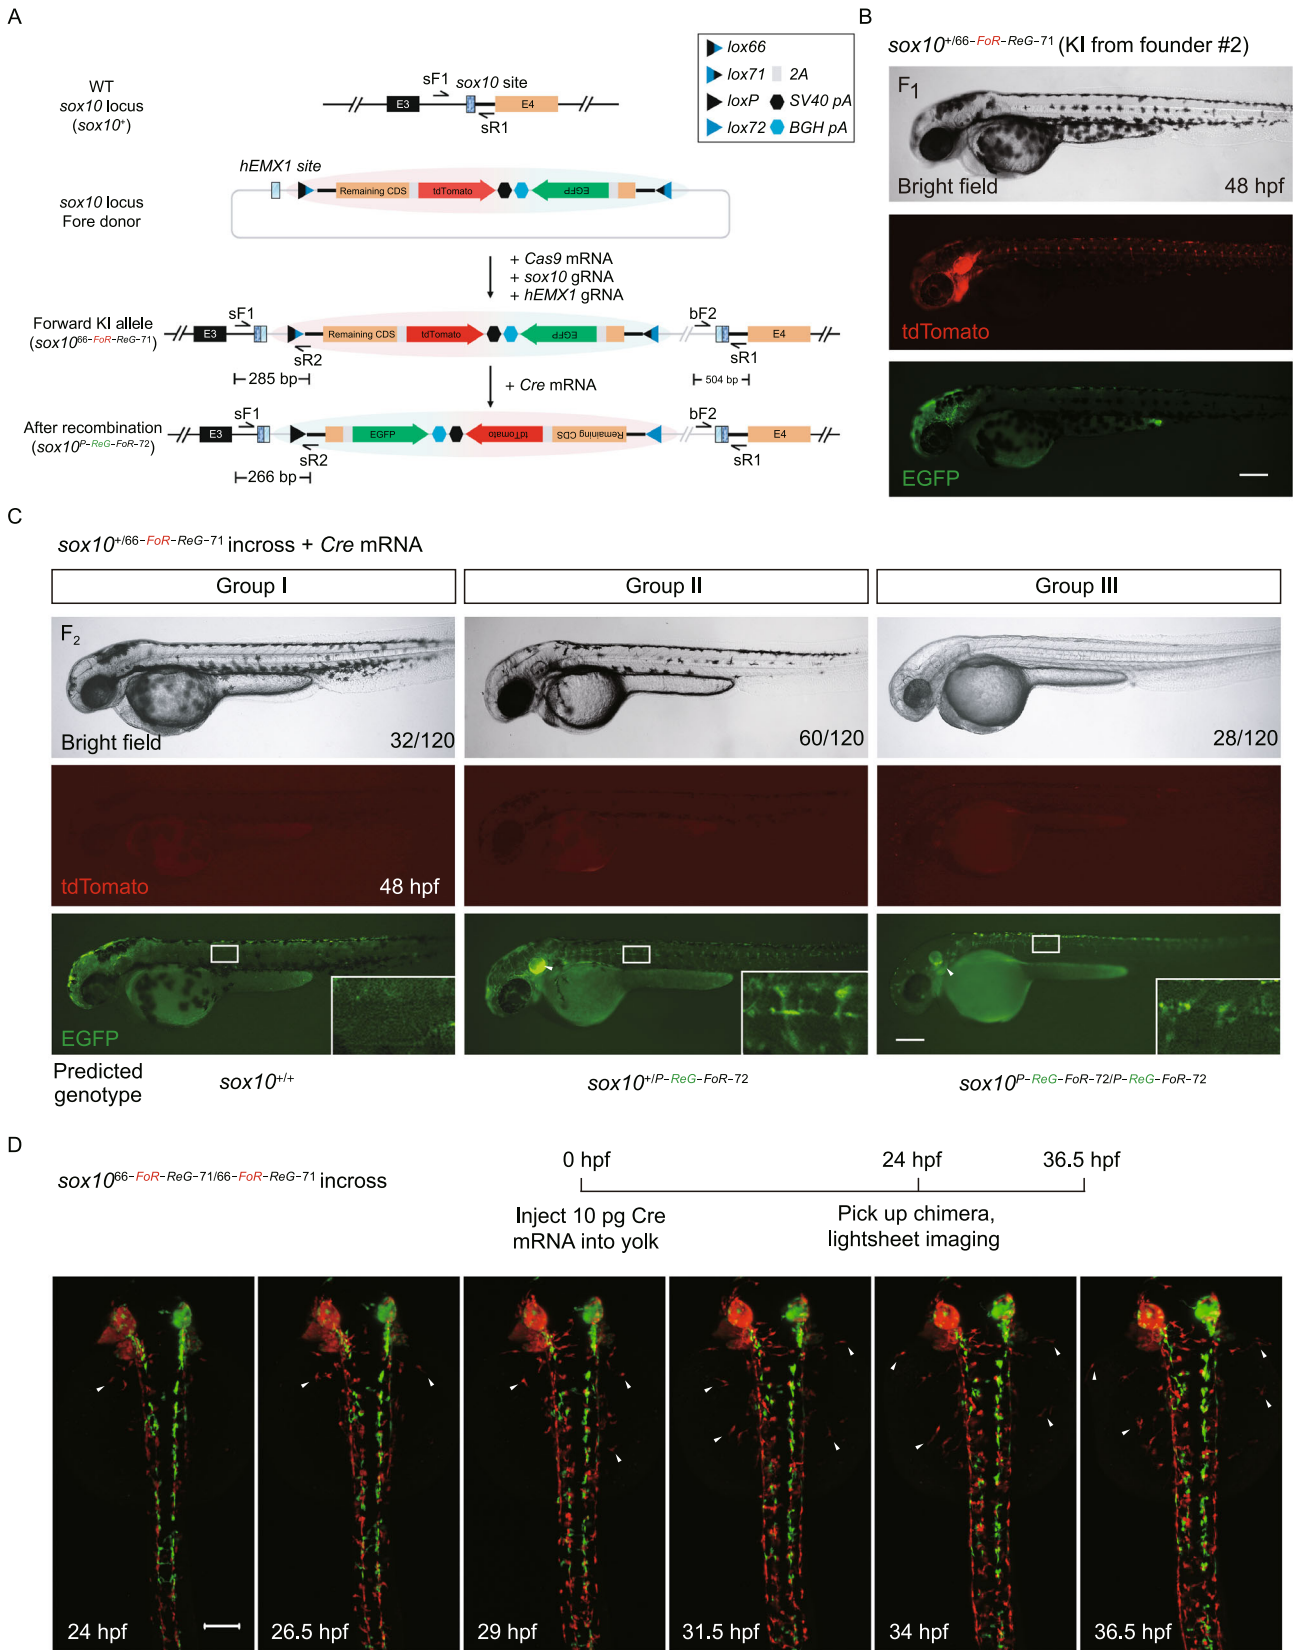 A
WT
sox10 locus
(sox10+)
sF1
sox10 site
E3
E4
sR1
lox66
lox71
2A
loxP
SV40 pA
lox72
BGH pA
hEMX1 site
sox10 locus
Fore donor
Remaining CDS
tdTomato
EGFP
+ Cas9 mRNA
+ sox10 gRNA
+ hEMX1 gRNA
Forward KI allele
(sox1066-FoR-ReG-71)
E3
sF1
Remaining CDS
tdTomato
EGFP
bF2
E4
sR2
sR1
285 bp
504 bp
+ Cre mRNA
After recombination
(sox10P-ReG-FoR-72)
E3
sF1
EGFP
tdTomato
Remaining CDS
bF2
E4
sR2
sR1
266 bp
B
sox10+/66-FoR-ReG-71 (KI from founder #2)
F1
Bright field
48 hpf
tdTomato
EGFP
C
sox10+/66-FoR-ReG-71 incross + Cre mRNA
Group I
Group II
Group III
F2
Bright field
32/120
60/120
28/120
tdTomato
48 hpf
EGFP
Predicted
genotype
sox10+/+
sox10+/P-ReG-FoR-72
sox10P-ReG-FoR-72/P-ReG-FoR-72
D
sox1066-FoR-ReG-71/66-FoR-ReG-71 incross
0 hpf
24 hpf
36.5 hpf
Inject 10 pg Cre
mRNA into yolk
Pick up chimera,
lightsheet imaging
24 hpf
26.5 hpf
29 hpf
31.5 hpf
34 hpf
36.5 hpf